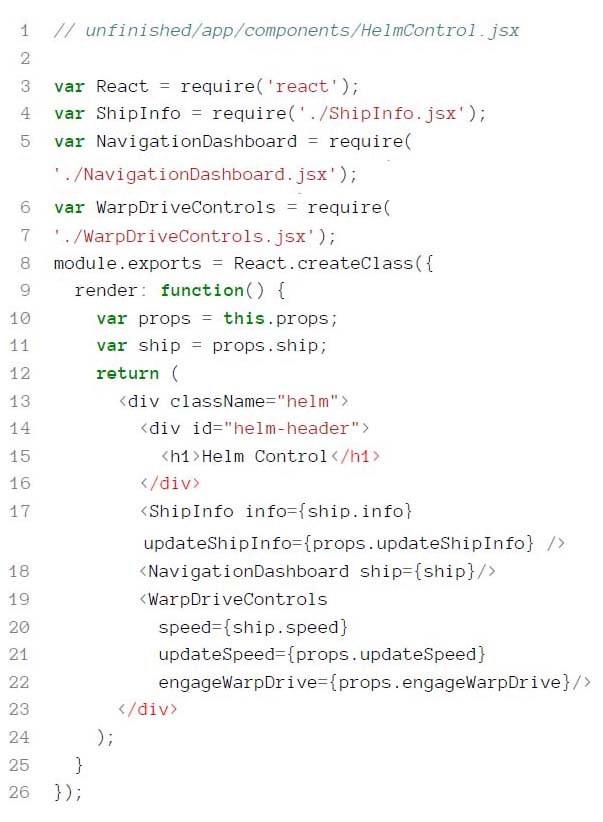 1 // unfinished/app/components/HelmControl.jsx
2
3 var React = require('react');
4 var ShipInfo = require('./ShipInfo.jsx');
5 var NavigationDashboard = require(
'./NavigationDashboard.jsx');
6 var WarpDriveControls = require(
7 './WarpDriveControls.jsx');
8 module.exports = React.createClass({
9   render: function() {
10     var props = this.props;
11     var ship = props.ship;
12     return (
13       <div className="helm">
14         <div id="helm-header">
15           <h1>Helm Control</h1>
16         </div>
17         <ShipInfo info={ship.info}
updateShipInfo={props.updateShipInfo} />
18         <NavigationDashboard ship={ship}/>
19         <WarpDriveControls
20           speed={ship.speed}
21           updateSpeed={props.updateSpeed}
22           engageWarpDrive={props.engageWarpDrive}/>
23       </div>
24     );
25   }
26 });